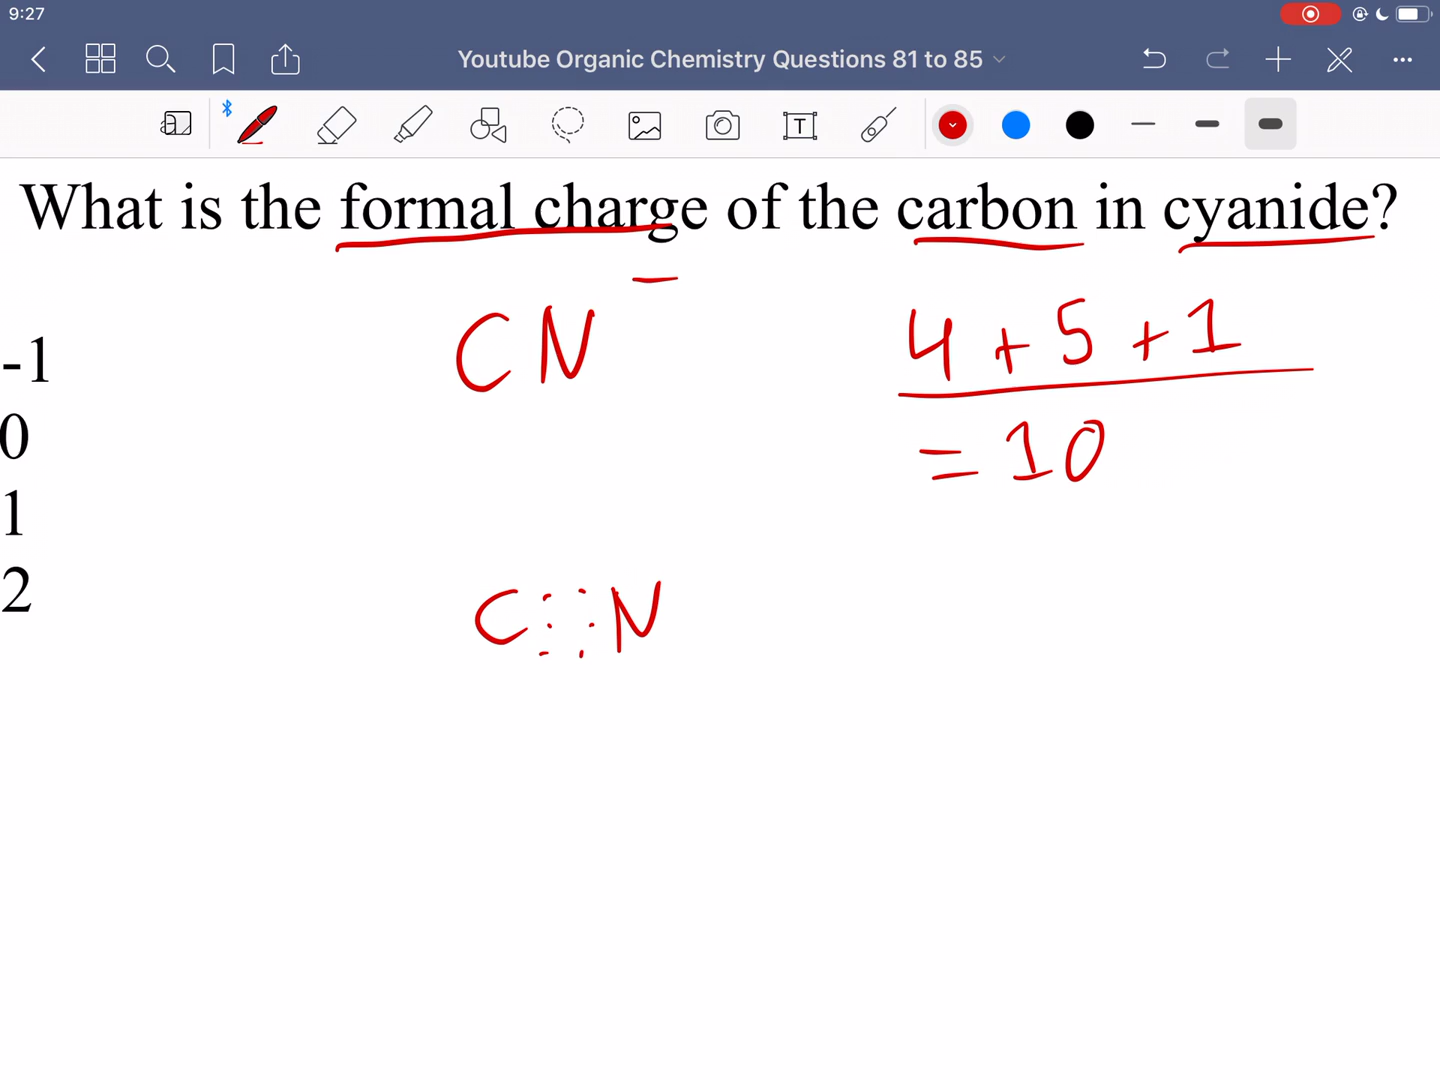 9:27
Youtube Organic Chemistry Questions 81 to 85
a
T
What is the formal charge of the carbon in cyanide?
CN⁻
4 + 5 + 1
= 10
-1
0
1
2
C:::N